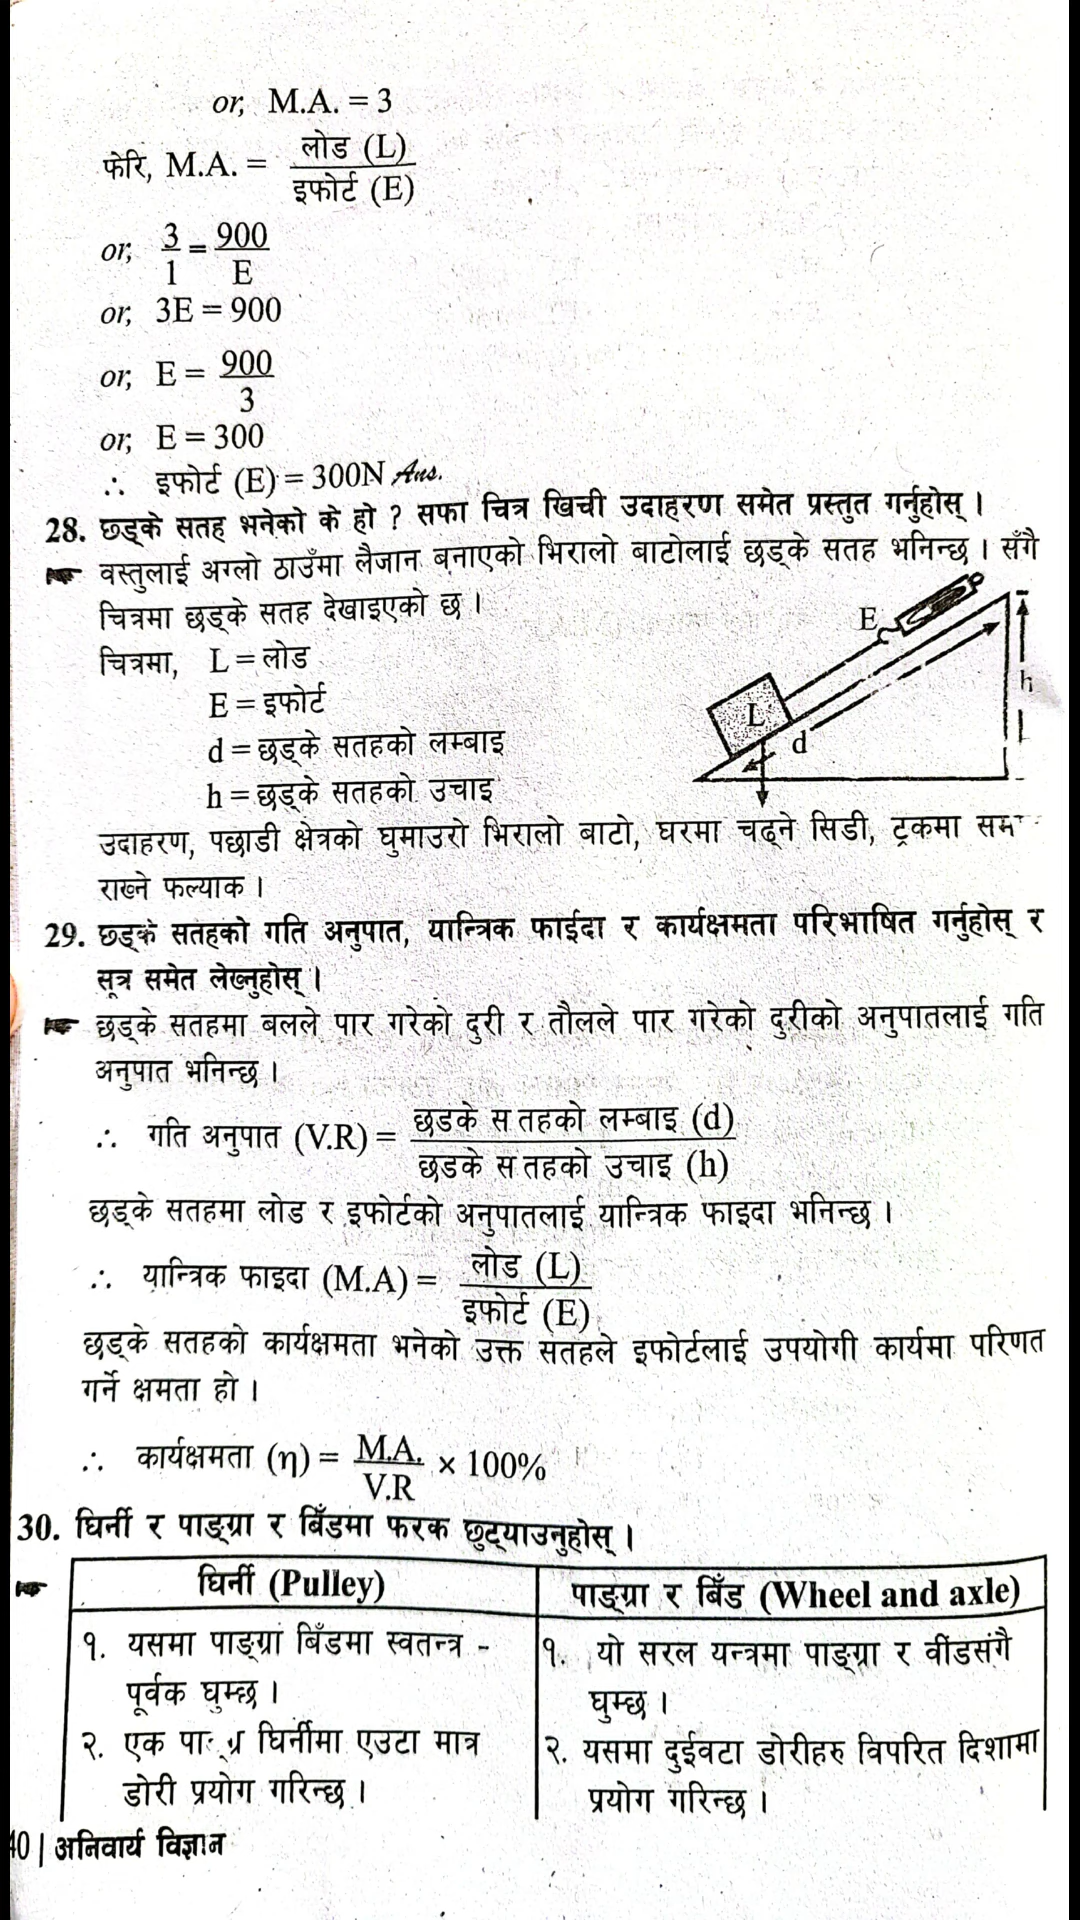 or, M.A. = 3
फेरि, M.A. = लोड (L) / इफोर्ट (E)
or, 3/1 = 900/E
or, 3E = 900
or, E = 900/3
or, E = 300
∴ इफोर्ट (E) = 300N Ans.
28. छड्के सतह भनेको के हो ? सफा चित्र खिची उदाहरण समेत प्रस्तुत गर्नुहोस् ।
वस्तुलाई अग्लो ठाउँमा लैजान बनाएको भिरालो बाटोलाई छड्के सतह भनिन्छ । सँगै
चित्रमा छड्के सतह देखाइएको छ ।
चित्रमा, L = लोड
E = इफोर्ट
d = छड्के सतहको लम्बाइ
h = छड्के सतहको उचाइ
E
L
d
h
उदाहरण, पछाडी क्षेत्रको घुमाउरो भिरालो बाटो, घरमा चढ्ने सिडी, ट्रकमा
राख्ने फल्याक ।
29. छड्के सतहको गति अनुपात, यान्त्रिक फाईदा र कार्यक्षमता परिभाषित गर्नुहोस् र
सूत्र समेत लेख्नुहोस् ।
छड्के सतहमा बलले पार गरेको दुरी र तौलले पार गरेको दुरीको अनुपातलाई गति
अनुपात भनिन्छ ।
∴ गति अनुपात (V.R) = छडके सतहको लम्बाइ (d) / छडके सतहको उचाइ (h)
छड्के सतहमा लोड र इफोर्टको अनुपातलाई यान्त्रिक फाइदा भनिन्छ ।
∴ यान्त्रिक फाइदा (M.A) = लोड (L) / इफोर्ट (E)
छड्के सतहको कार्यक्षमता भनेको उक्त सतहले इफोर्टलाई उपयोगी कार्यमा परिणत
गर्ने क्षमता हो ।
∴ कार्यक्षमता (η) = M.A. / V.R × 100%
30. घिर्नी र पाङ्ग्रा र बिँडमा फरक छुट्याउनुहोस् ।
घिर्नी (Pulley)
पाङ्ग्रा र बिँड (Wheel and axle)
१. यसमा पाङ्ग्रा बिँडमा स्वतन्त्र -
पूर्वक घुम्छ ।
२. एक घिर्नीमा एउटा मात्र
डोरी प्रयोग गरिन्छ ।
१. यो सरल यन्त्रमा पाङ्ग्रा र वीडसंगै
घुम्छ ।
२. यसमा दुईवटा डोरीहरु विपरित दिशामा
प्रयोग गरिन्छ ।
40 | अनिवार्य विज्ञान